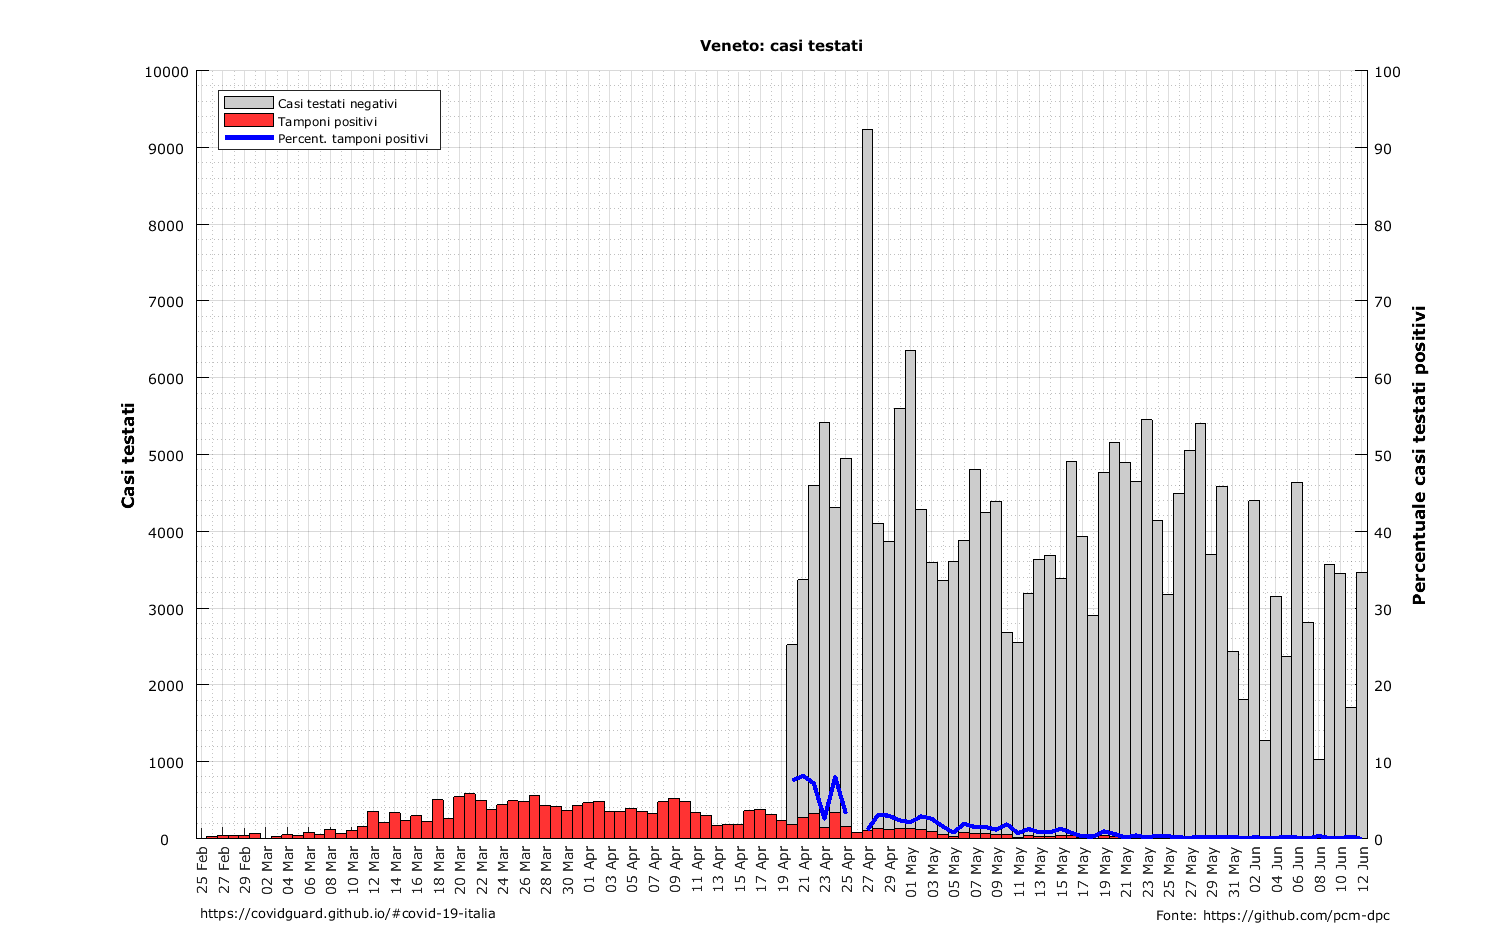 Veneto: casi testati
10000 9000 8000 7000 6000 5000 4000 3000 2000 1000 0
Casi testati
Casi testati negativi
Tamponi positivi
Percent. tamponi positivi
100 90 80 70 60 50 40 30 20 10 0
Percentuale casi testati positivi
25 Feb 27 Feb 29 Feb 02 Mar 04 Mar 06 Mar 08 Mar 10 Mar 12 Mar 14 Mar 16 Mar 18 Mar 20 Mar 22 Mar 24 Mar 26 Mar 28 Mar 30 Mar 01 Apr 03 Apr 05 Apr 07 Apr 09 Apr 11 Apr 13 Apr 15 Apr 17 Apr 19 Apr 21 Apr 23 Apr 25 Apr 27 Apr 29 Apr 01 May 03 May 05 May 07 May 09 May 11 May 13 May 15 May 17 May 19 May 21 May 23 May 25 May 27 May 29 May 31 May 02 Jun 04 Jun 06 Jun 08 Jun 10 Jun 12 Jun
https://covidguard.github.io/#covid-19-italia
Fonte: https://github.com/pcm-dpc